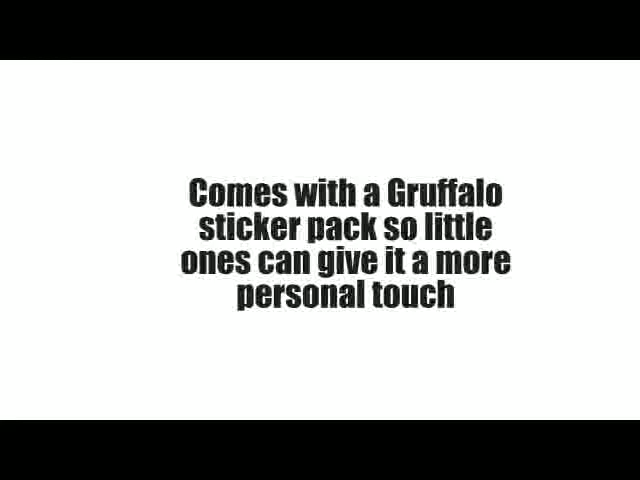 Comes with a Gruffalo
sticker pack so little
ones can give it a more
personal touch